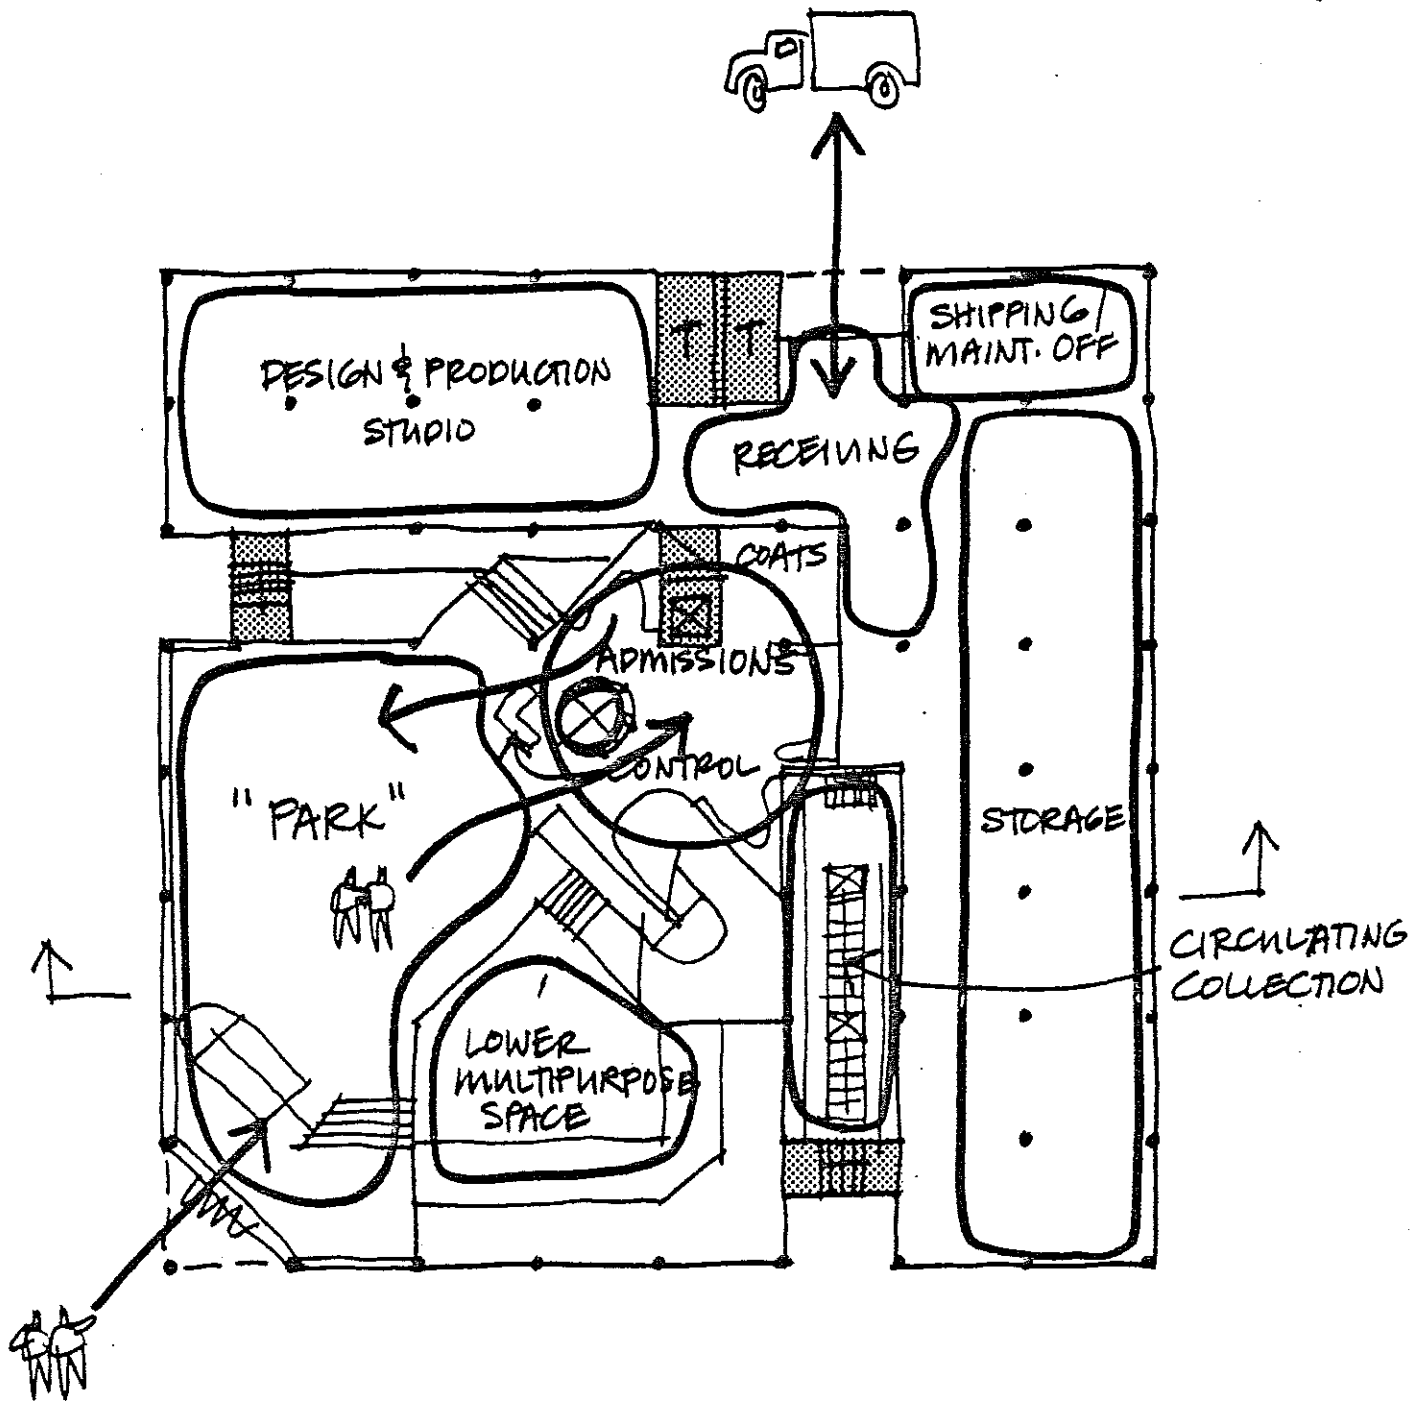 SHIPPING/
MAINT. OFF
DESIGN & PRODUCTION
STUDIO
T T
RECEIVING
COATS
ADMISSIONS
CONTROL
"PARK"
STORAGE
CIRCULATING
COLLECTION
LOWER
MULTIPURPOSE
SPACE